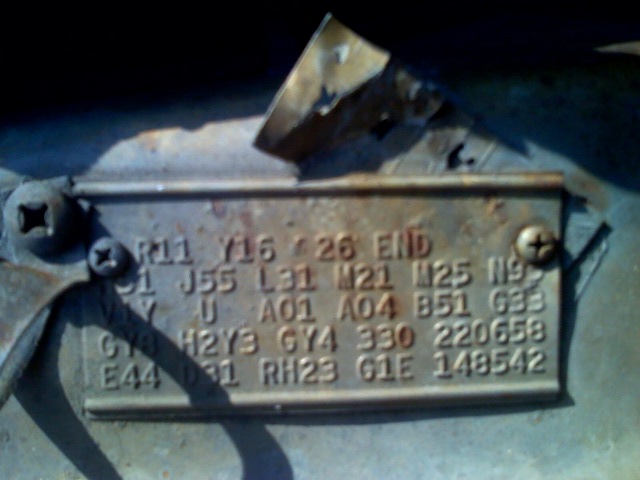 R11 Y16 26 END
J55 L31 M21 M25
U A01 A04 B51 G33
GY8 H2Y3 GY4 330 220658
E44 D31 RH23 G1E 148542